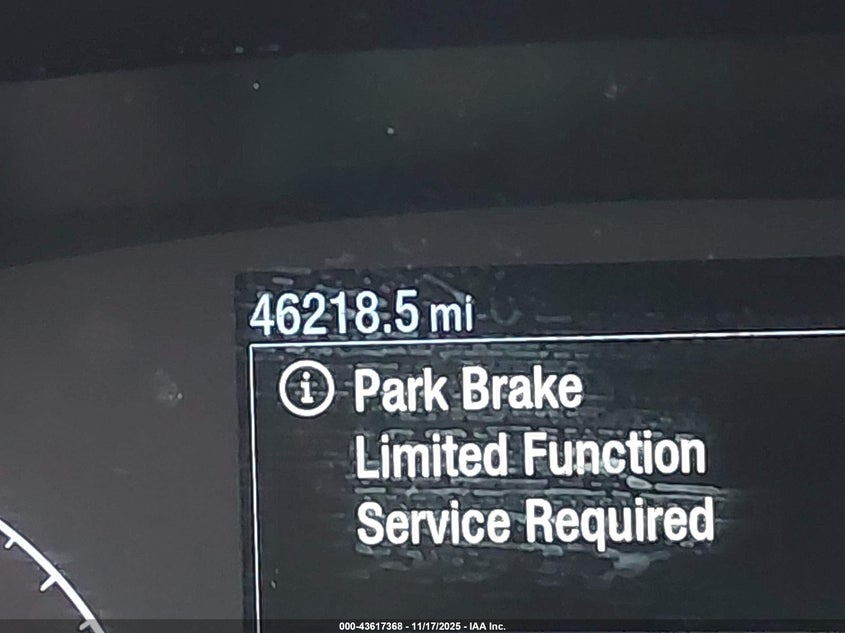 46218.5 mi
Park Brake
Limited Function
Service Required
000-43617368 - 11/17/2025 - IAA Inc.